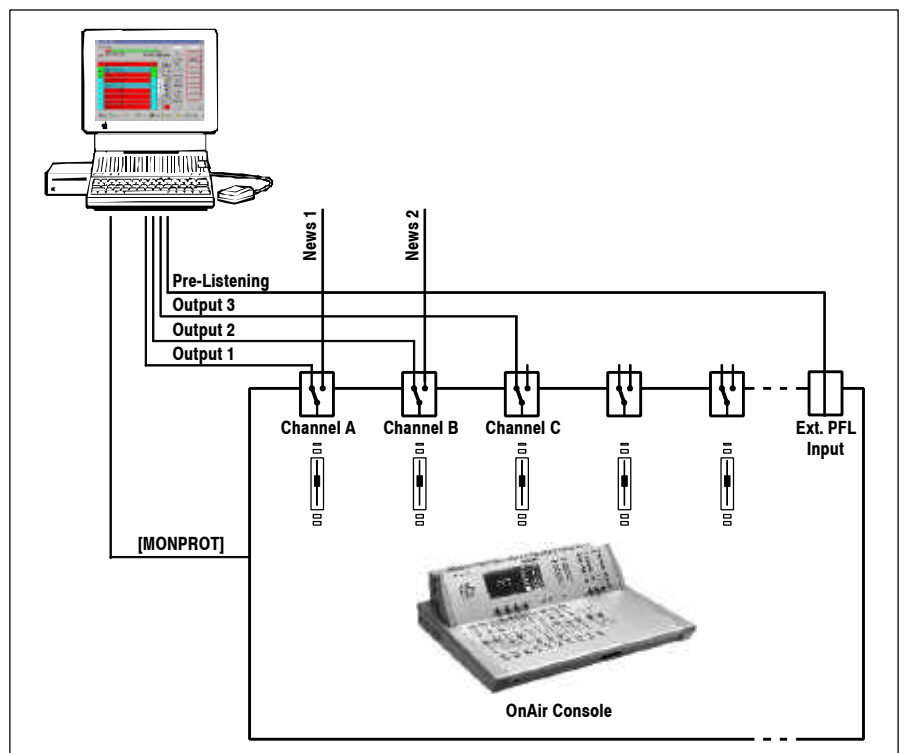 News 1
News 2
Pre-Listening
Output 3
Output 2
Output 1
Channel A
Channel B
Channel C
Ext. PFL
Input
[MONPROT]
OnAir Console